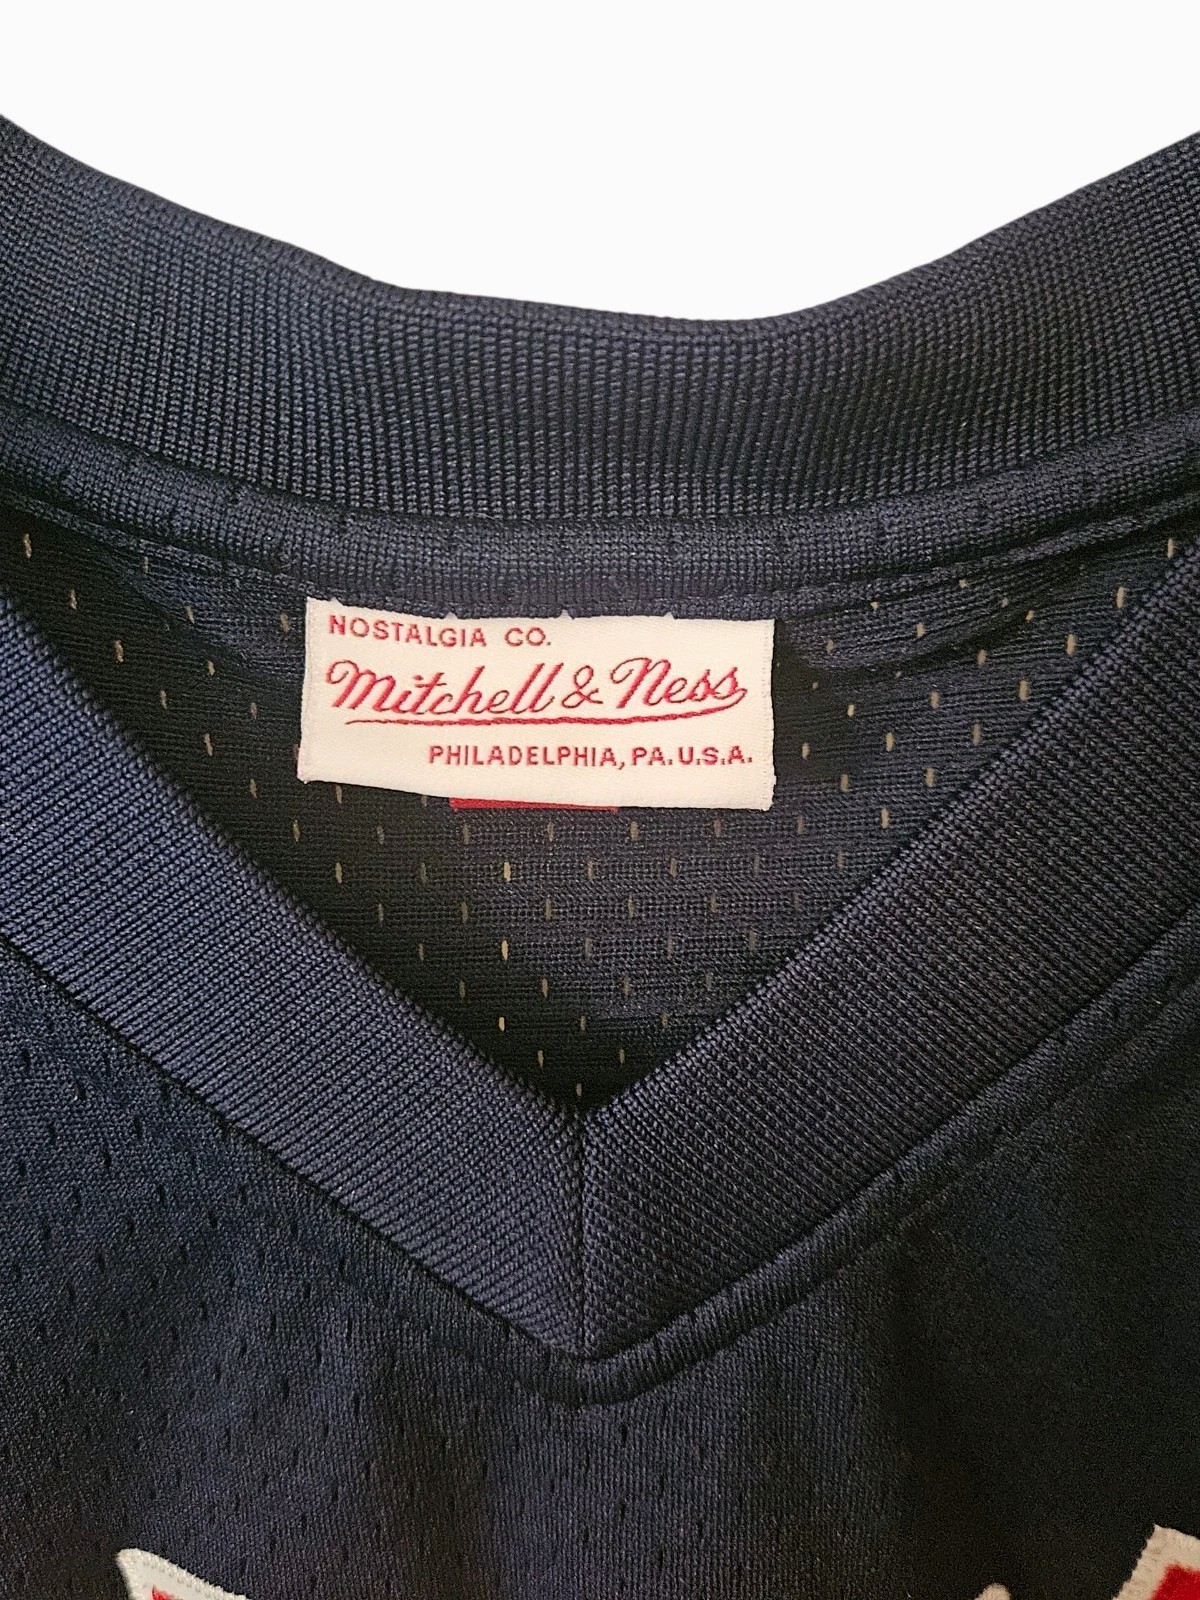 NOSTALGIA CO.
Mitchell & Ness
PHILADELPHIA, PA. U.S.A.